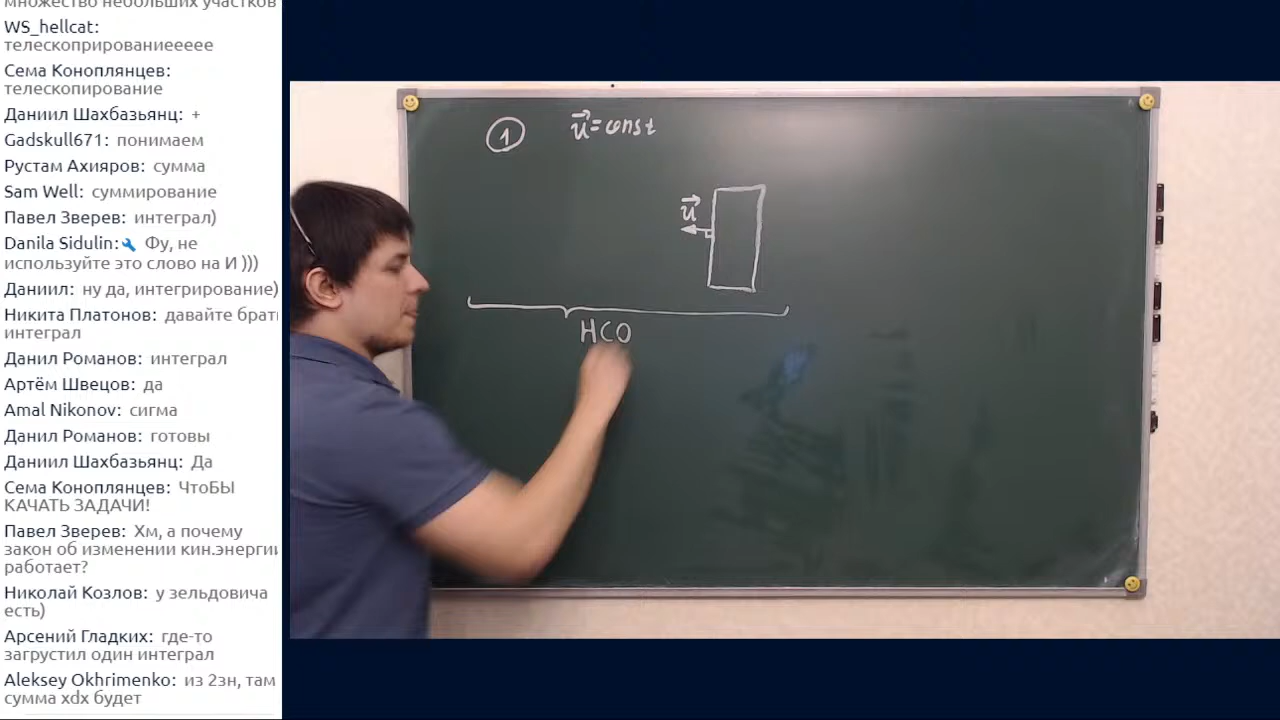 множество небольших участков
WS_hellcat:
телескопрированиеееее
Сема Коноплянцев:
телескопирование
Даниил Шахбазьянц: +
Gadskull671: понимаем
Рустам Ахияров: сумма
Sam Well: суммирование
Павел Зверев: интеграл)
Danila Sidulin: Фу, не
используйте это слово на И )))
Даниил: ну да, интегрирование)
Никита Платонов: давайте брать
интеграл
Данил Романов: интеграл
Артём Швецов: да
Amal Nikonov: сигма
Данил Романов: готовы
Даниил Шахбазьянц: Да
Сема Коноплянцев: ЧтоБЫ
КАЧАТЬ ЗАДАЧИ!
Павел Зверев: Хм, а почему
закон об изменении кин.энергии
работает?
Николай Козлов: у зельдовича
есть)
Арсений Гладких: где-то
загрустил один интеграл
Aleksey Okhrimenko: из 2зн, там
сумма xdx будет
1 u⃗=const
u⃗
НСО